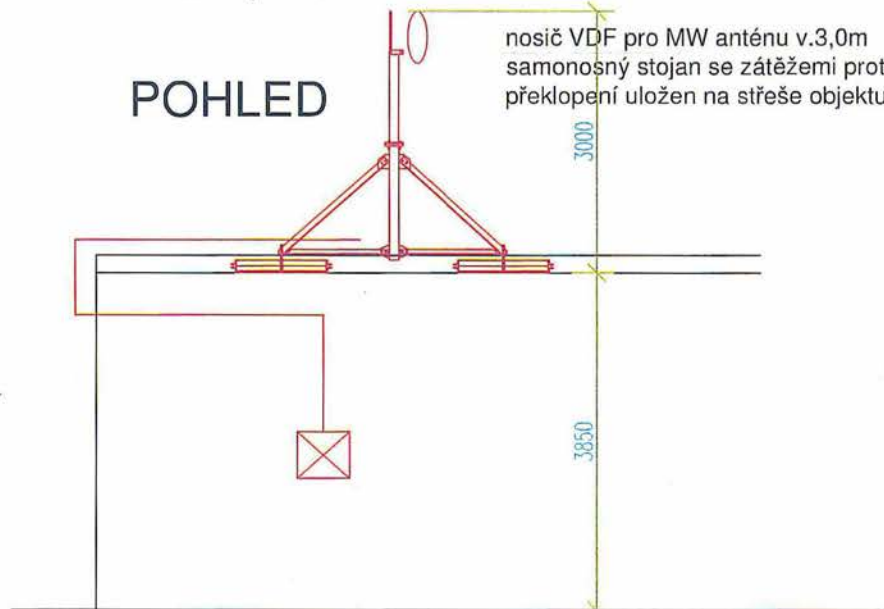 POHLED
nosič VDF pro MW anténu v.3,0m
samonosný stojan se zátěžemi prot
překlopení uložen na střeše objektu
3000
3850